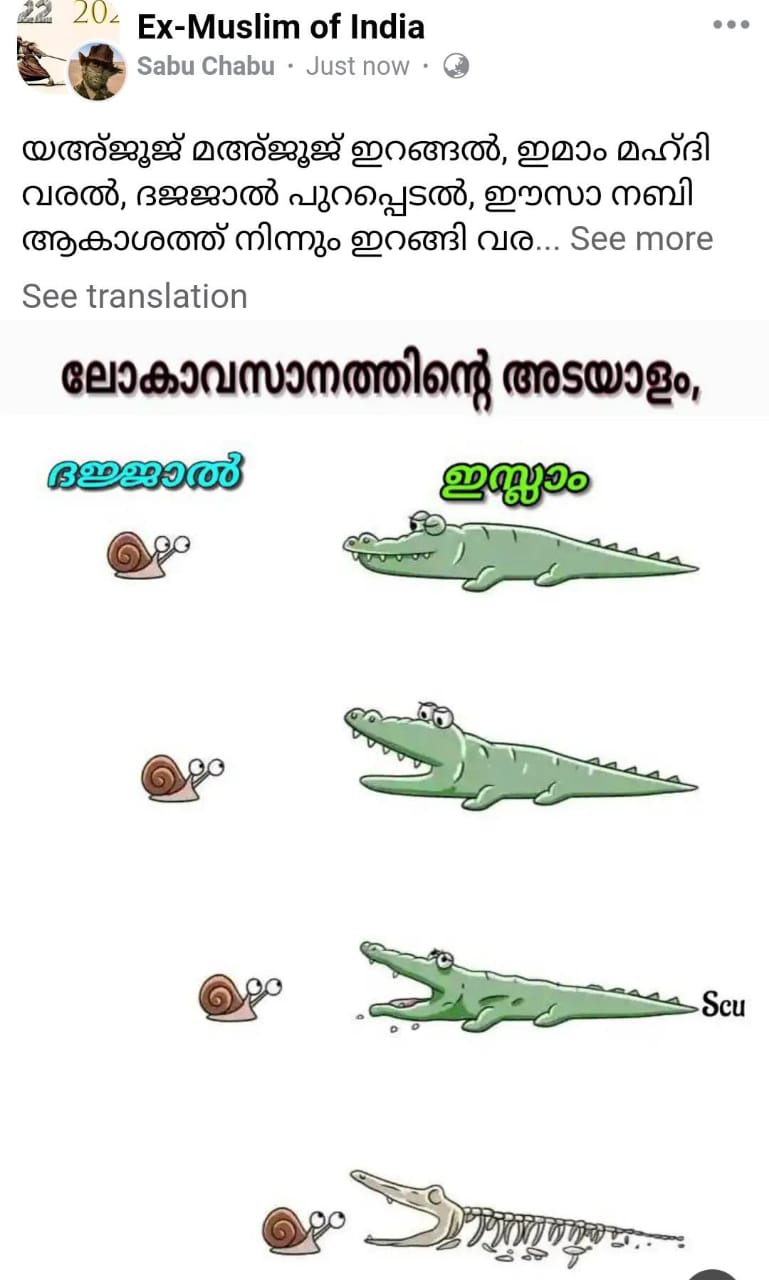 22 202
Ex-Muslim of India
Sabu Chabu · Just now ·
യഅ്ജൂജ് മഅ്ജൂജ് ഇറങ്ങൽ, ഇമാം മഹ്ദി
വരൽ, ദജജാൽ പുറപ്പെടൽ, ഈസാ നബി
ആകാശത്ത് നിന്നും ഇറങ്ങി വര... See more
See translation
ലോകാവസാനത്തിന്റെ അടയാളം,
ദജ്ജാൽ ഇസ്ലാം
Scu